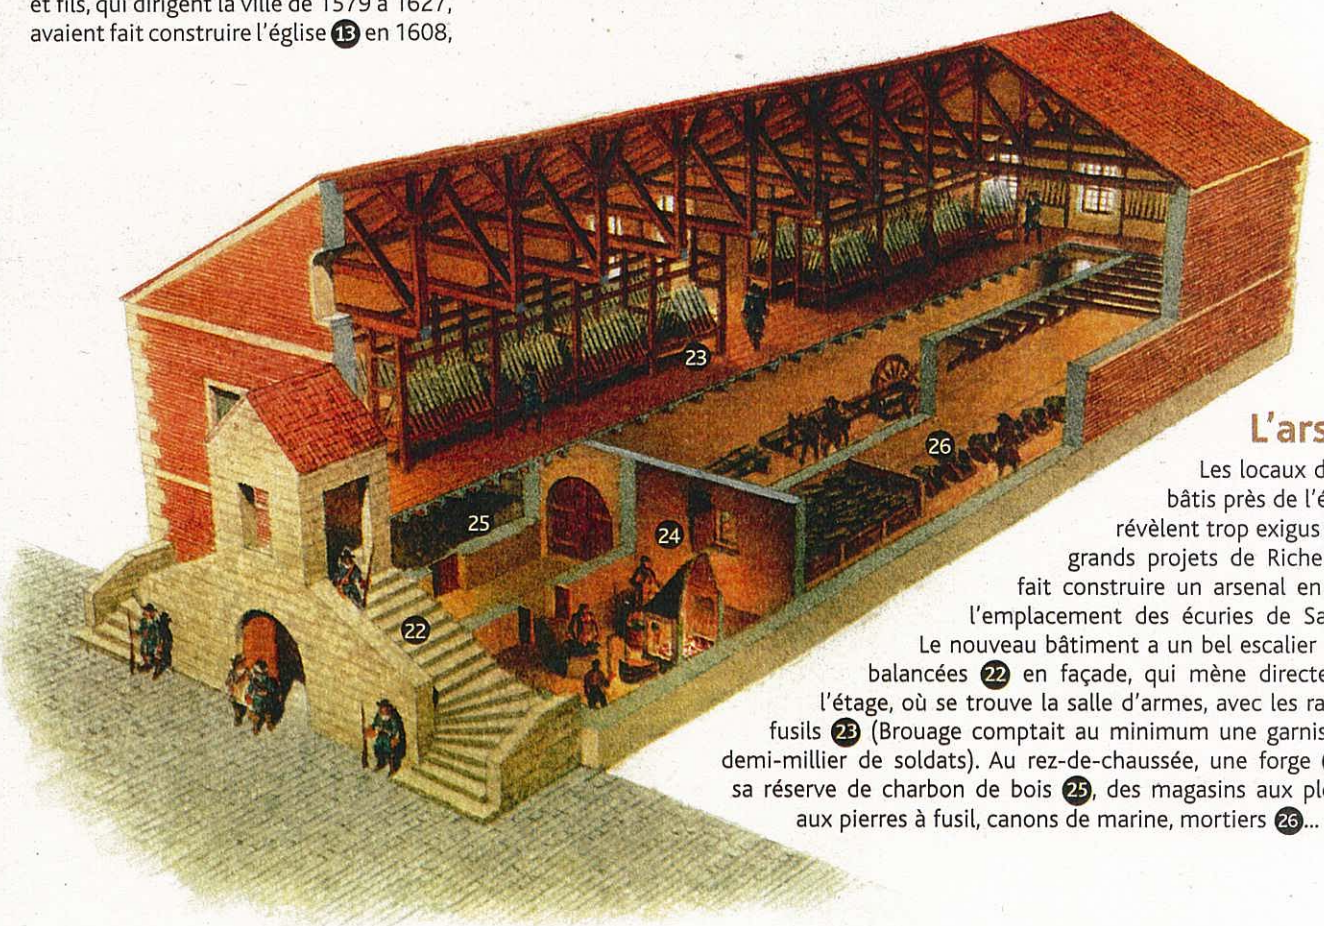 et fils, qui dirigent la ville de 1579 à 1627,
avaient fait construire l'église 13 en 1608,
23
26
25
24
22
L'ars
Les locaux d
bâtis près de l'é
révèlent trop exigus
grands projets de Riche
fait construire un arsenal en
l'emplacement des écuries de Sa
Le nouveau bâtiment a un bel escalier
balancées 22 en façade, qui mène directe
l'étage, où se trouve la salle d'armes, avec les ra
fusils 23 (Brouage comptait au minimum une garnis
demi-millier de soldats). Au rez-de-chaussée, une forge (
sa réserve de charbon de bois 25, des magasins aux pl
aux pierres à fusil, canons de marine, mortiers 26...